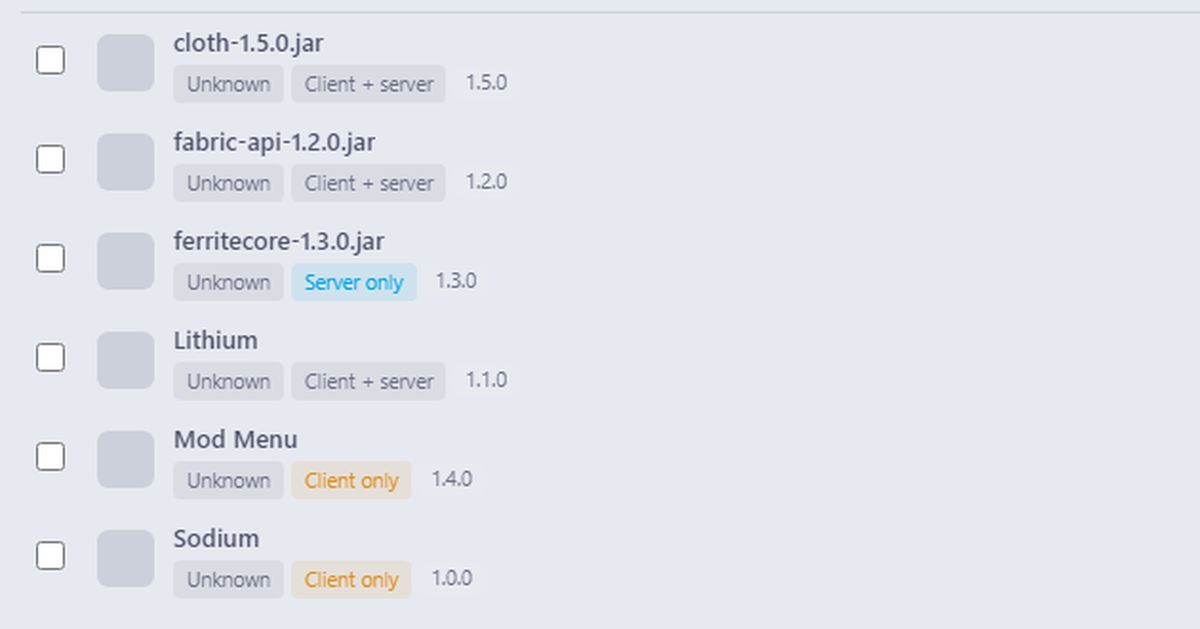 cloth-1.5.0.jar
Unknown Client + server 1.5.0
fabric-api-1.2.0.jar
Unknown Client + server 1.2.0
ferritecore-1.3.0.jar
Unknown Server only 1.3.0
Lithium
Unknown Client + server 1.1.0
Mod Menu
Unknown Client only 1.4.0
Sodium
Unknown Client only 1.0.0